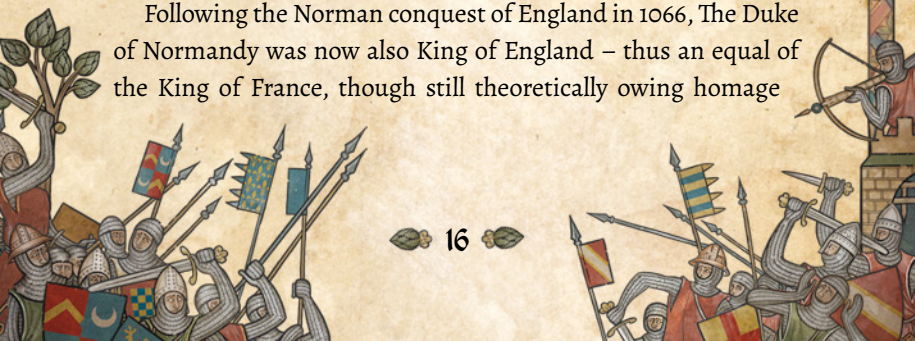 Following the Norman conquest of England in 1066, The Duke
of Normandy was now also King of England – thus an equal of
the King of France, though still theoretically owing homage
16